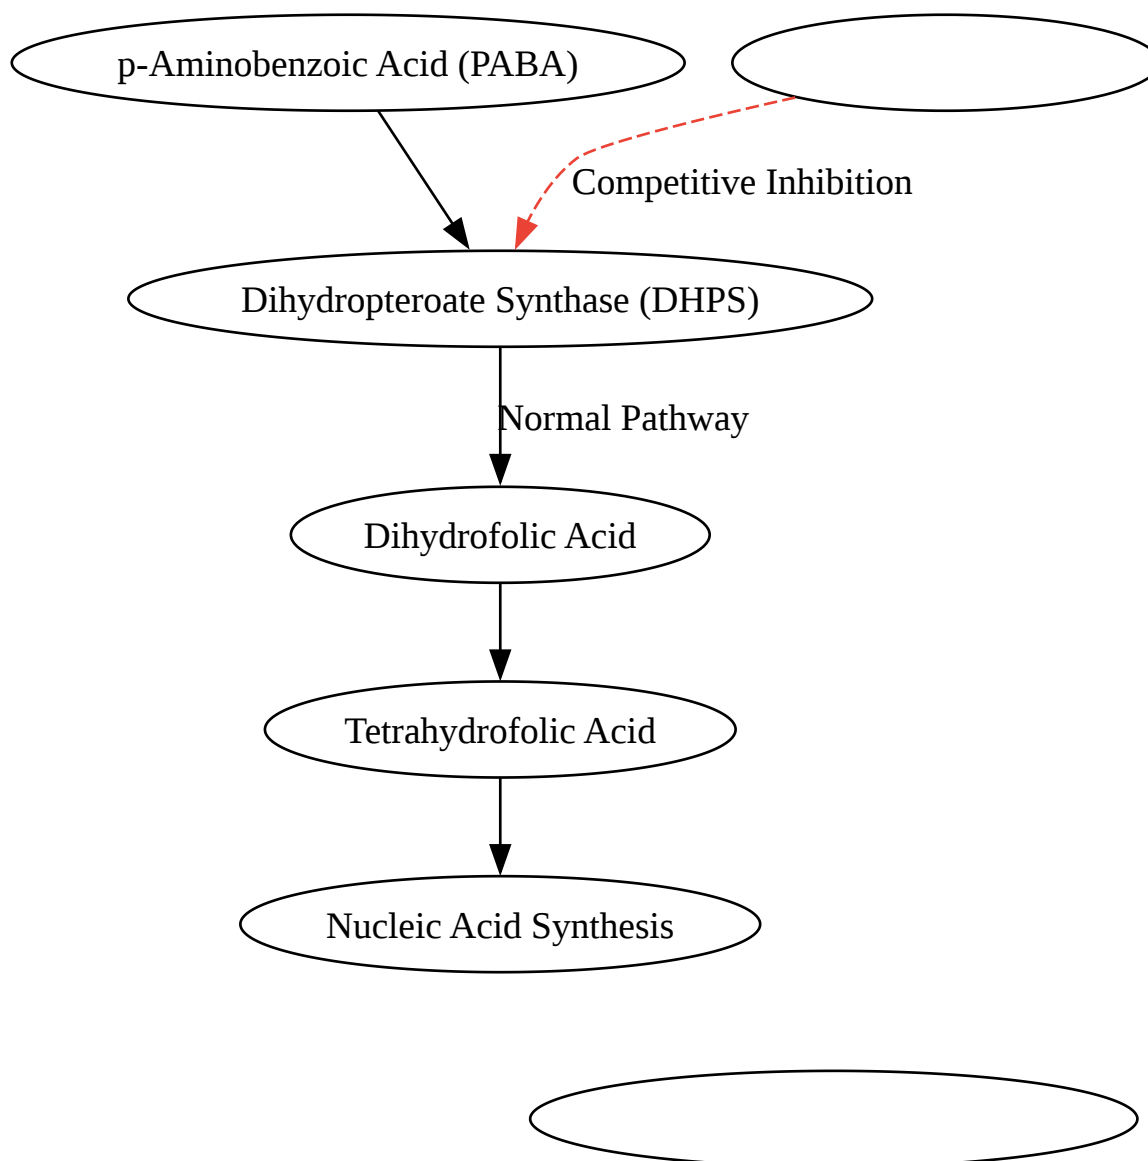 p-Aminobenzoic Acid (PABA)
Competitive Inhibition
Dihydropteroate Synthase (DHPS)
Normal Pathway
Dihydrofolic Acid
Tetrahydrofolic Acid
Nucleic Acid Synthesis